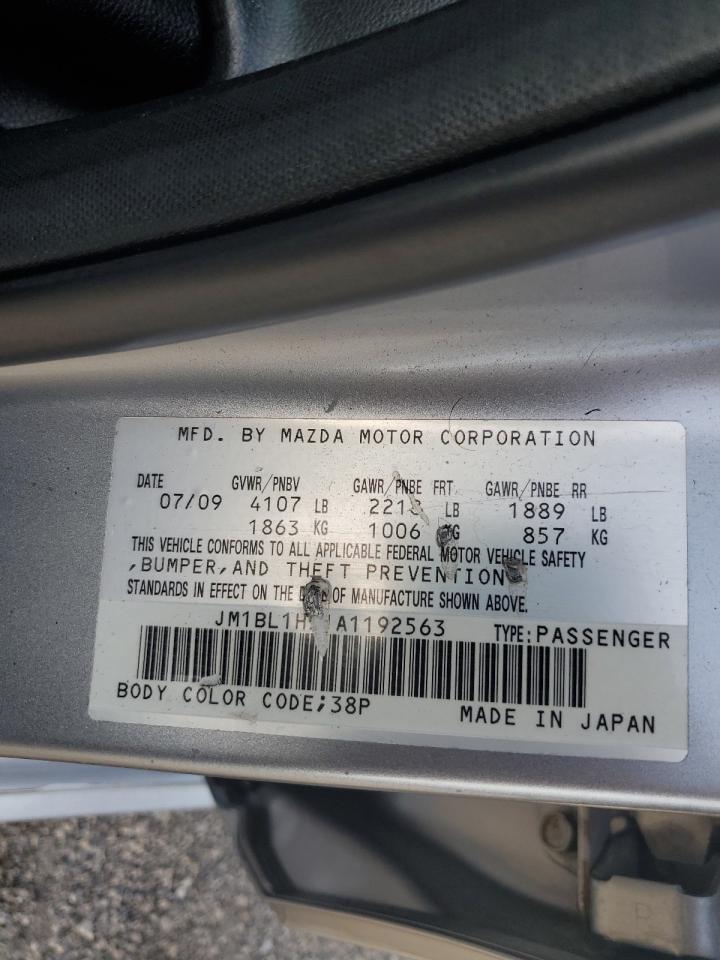 MFD. BY MAZDA MOTOR CORPORATION
DATE GVWR/PNBV GAWR/PNBE FRT GAWR/PNBE RR
07/09 4107 LB LB 1889 LB
1863 KG 1006 KG 857 KG
THIS VEHICLE CONFORMS TO ALL APPLICABLE FEDERAL MOTOR VEHICLE SAFETY
,BUMPER,AND THEFT PREVENTION
STANDARDS IN EFFECT ON THE DATE OF MANUFACTURE SHOWN ABOVE.
TYPE:PASSENGER
BODY COLOR CODE;38P MADE IN JAPAN